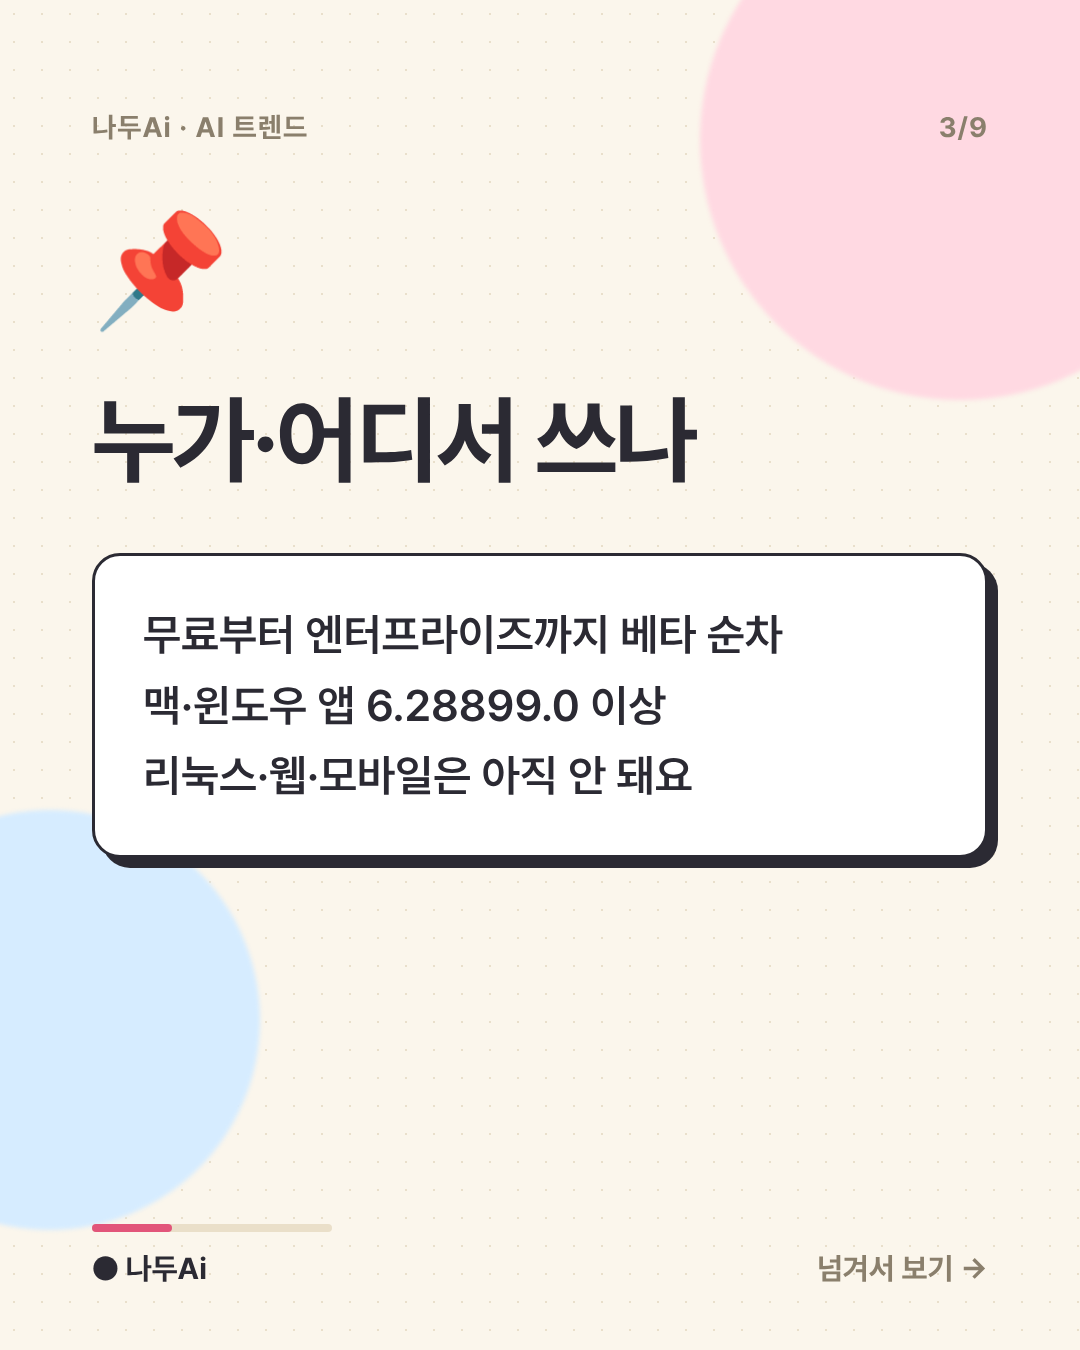 나두Ai · AI 트렌드
3/9
누가·어디서 쓰나
무료부터 엔터프라이즈까지 베타 순차
맥·윈도우 앱 6.28899.0 이상
리눅스·웹·모바일은 아직 안 돼요
나두Ai
넘겨서 보기 →